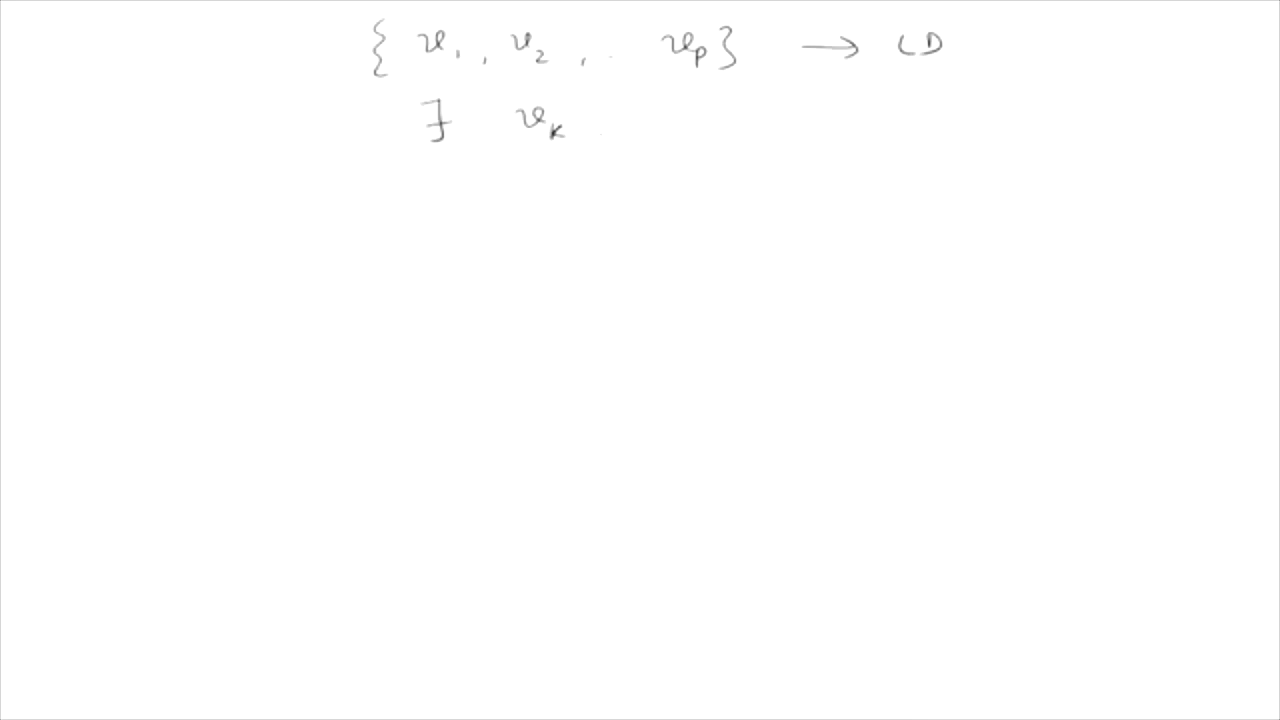 { v₁, v₂, . vₚ} → LD
∃ vₖ